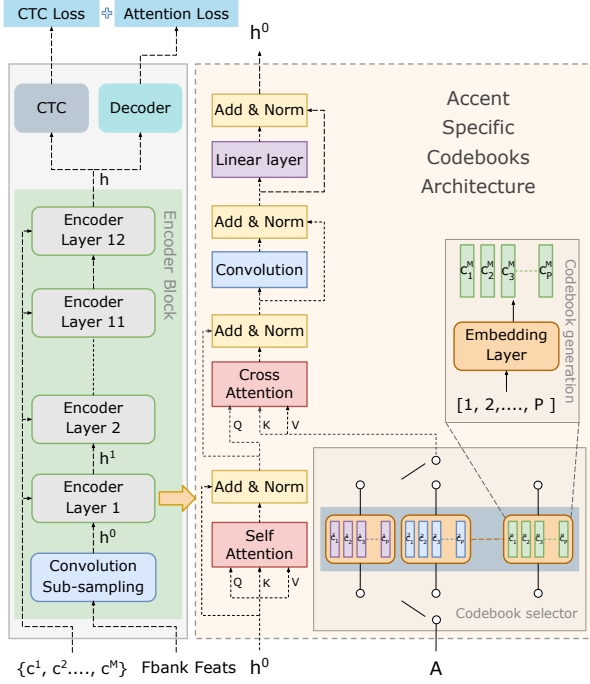 CTC Loss + Attention Loss
CTC
Decoder
h
Encoder Block
Encoder
Layer 12
Encoder
Layer 11
Encoder
Layer 2
h¹
Encoder
Layer 1
h⁰
Convolution
Sub-sampling
{c¹, c²...., cᴹ}
Fbank Feats
h⁰
Add & Norm
Linear layer
Add & Norm
Convolution
Add & Norm
Cross
Attention
Q K V
Add & Norm
Self
Attention
Q K V
h⁰
Accent
Specific
Codebooks
Architecture
C₁ᴹ C₂ᴹ C₃ᴹ Cₚᴹ
Embedding
Layer
[1, 2,...., P ]
Codebook generation
Codebook selector
A